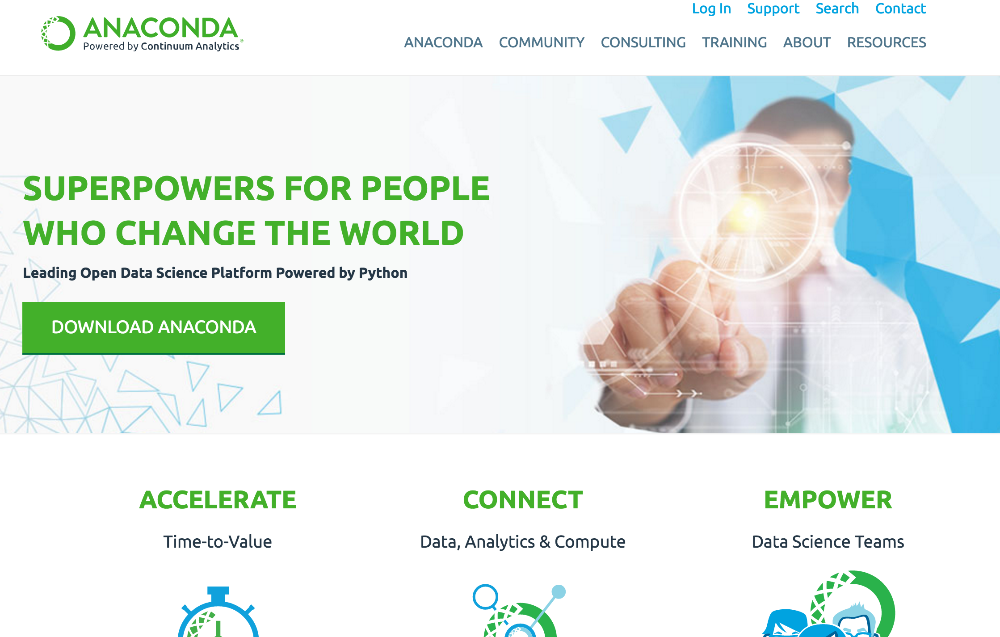 Log In Support Search Contact
ANACONDA
Powered by Continuum Analytics®
ANACONDA COMMUNITY CONSULTING TRAINING ABOUT RESOURCES
SUPERPOWERS FOR PEOPLE
WHO CHANGE THE WORLD
Leading Open Data Science Platform Powered by Python
DOWNLOAD ANACONDA
ACCELERATE
Time-to-Value
CONNECT
Data, Analytics & Compute
EMPOWER
Data Science Teams